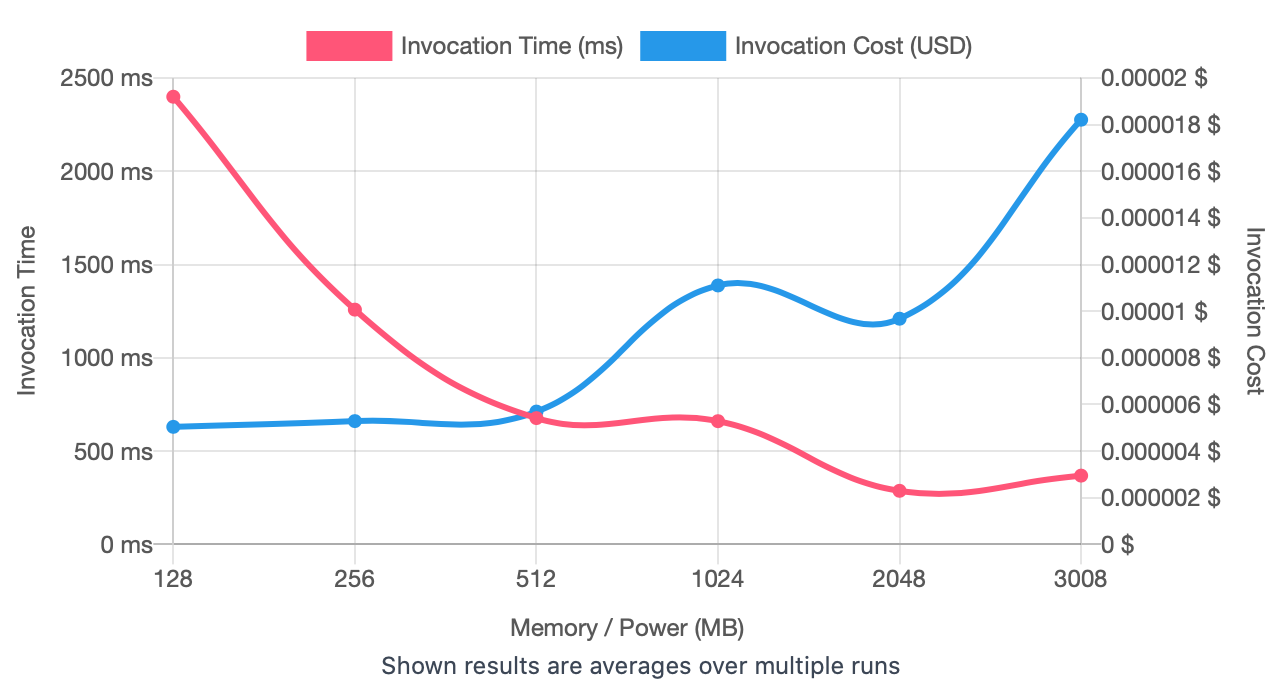 Invocation Time (ms) Invocation Cost (USD)
2500 ms
2000 ms
1500 ms
1000 ms
500 ms
0 ms
Invocation Time
0.00002 $
0.000018 $
0.000016 $
0.000014 $
0.000012 $
0.00001 $
0.000008 $
0.000006 $
0.000004 $
0.000002 $
0 $
Invocation Cost
128 256 512 1024 2048 3008
Memory / Power (MB)
Shown results are averages over multiple runs